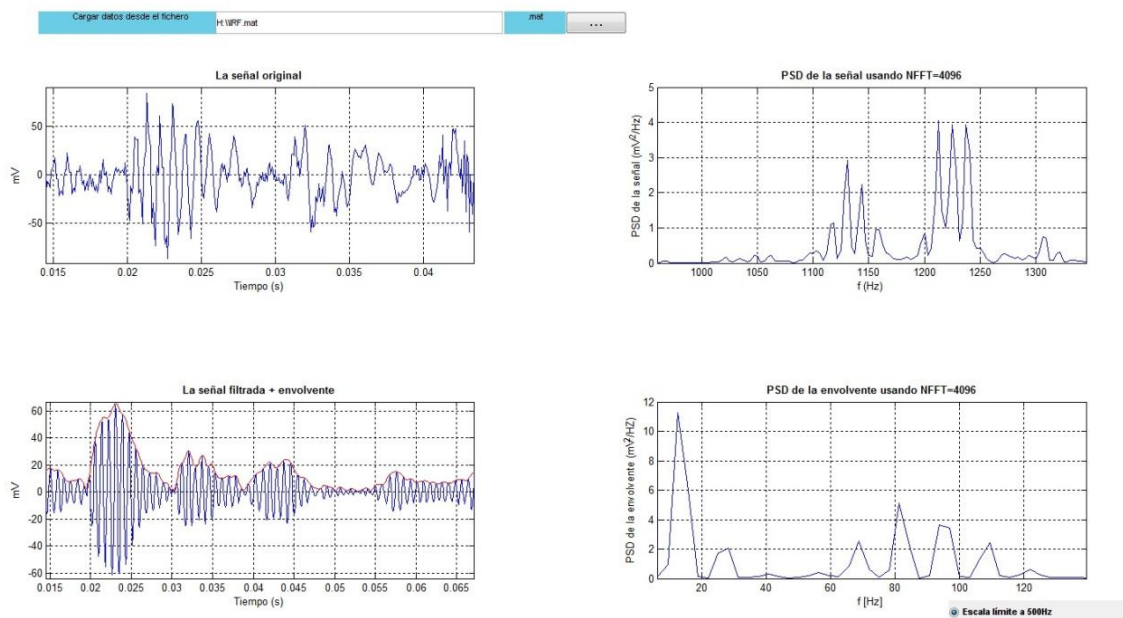 Cargar datos desde el fichero
H:\\IRF.mat
.mat
...
La señal original
mV
50
0
-50
0.015 0.02 0.025 0.03 0.035 0.04
Tiempo (s)
PSD de la señal usando NFFT=4096
PSD de la señal (mV²/Hz)
5
4
3
2
1
0
1000 1050 1100 1150 1200 1250 1300
f (Hz)
La señal filtrada + envolvente
mV
60
40
20
0
-20
-40
-60
0.015 0.02 0.025 0.03 0.035 0.04 0.045 0.05 0.055 0.06 0.065
Tiempo (s)
PSD de la envolvente usando NFFT=4096
PSD de la envolvente (mV²/HZ)
12
10
8
6
4
2
0
20 40 60 80 100 120
f [Hz]
Escala límite a 500Hz